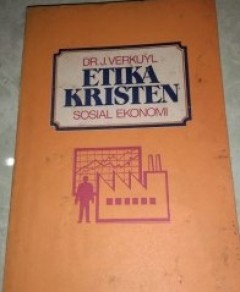 DR. J. VERKUYL
ETIKA
KRISTEN
SOSIAL EKONOMI